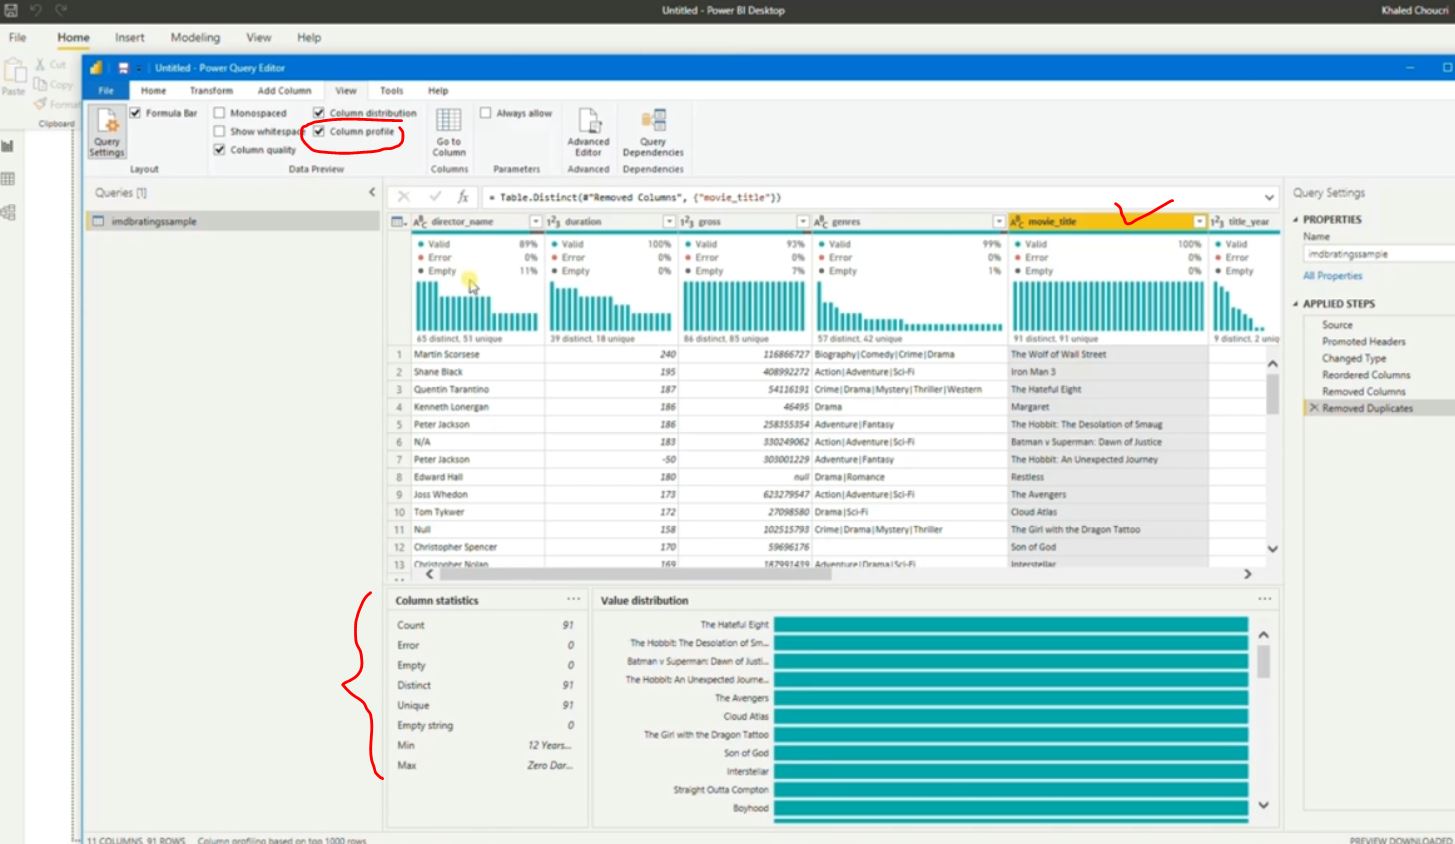 Untitled - Power BI Desktop
Khaled Choucri
File Home Insert Modeling View Help
Cut
Copy
Paste
Clipboard
Untitled - Power Query Editor
File Home Transform Add Column View Tools Help
Query Settings
Formula Bar
Layout
Monospaced
Show whitespace
Column quality
Column distribution
Column profile
Data Preview
Go to Column
Columns
Always allow
Parameters
Advanced Editor
Advanced
Query Dependencies
Dependencies
Queries [1]
imdbratingssample
fx = Table.Distinct(#"Removed Columns", {"movie_title"})
ABC director_name 123 duration 123 gross ABC genres ABC movie_title 123 title_year
Valid 89% Valid 100% Valid 93% Valid 99% Valid 100% Valid
Error 0% Error 0% Error 0% Error 0% Error 0% Error
Empty 11% Empty 0% Empty 7% Empty 1% Empty 0% Empty
65 distinct, 51 unique 39 distinct, 18 unique 86 distinct, 85 unique 57 distinct, 42 unique 91 distinct, 91 unique 9 distinct, 2 uniq
1 Martin Scorsese 240 116866727 Biography|Comedy|Crime|Drama The Wolf of Wall Street
2 Shane Black 195 408992272 Action|Adventure|Sci-Fi Iron Man 3
3 Quentin Tarantino 187 54116191 Crime|Drama|Mystery|Thriller|Western The Hateful Eight
4 Kenneth Lonergan 186 46495 Drama Margaret
5 Peter Jackson 186 258355354 Adventure|Fantasy The Hobbit: The Desolation of Smaug
6 N/A 183 330249062 Action|Adventure|Sci-Fi Batman v Superman: Dawn of Justice
7 Peter Jackson -50 303001229 Adventure|Fantasy The Hobbit: An Unexpected Journey
8 Edward Hall 180 null Drama|Romance Restless
9 Joss Whedon 173 623279547 Action|Adventure|Sci-Fi The Avengers
10 Tom Tykwer 172 27098580 Drama|Sci-Fi Cloud Atlas
11 Null 158 102515793 Crime|Drama|Mystery|Thriller The Girl with the Dragon Tattoo
12 Christopher Spencer 170 59696176 Son of God
13 Christopher Nolan 169 187991439 Adventure|Drama|Sci-Fi Interstellar
Column statistics
Count 91
Error 0
Empty 0
Distinct 91
Unique 91
Empty string 0
Min 12 Years...
Max Zero Dar...
Value distribution
The Hateful Eight
The Hobbit: The Desolation of Sm...
Batman v Superman: Dawn of Justi...
The Hobbit: An Unexpected Journe...
The Avengers
Cloud Atlas
The Girl with the Dragon Tattoo
Son of God
Interstellar
Straight Outta Compton
Boyhood
Query Settings
PROPERTIES
Name
imdbratingssample
All Properties
APPLIED STEPS
Source
Promoted Headers
Changed Type
Reordered Columns
Removed Columns
Removed Duplicates
11 COLUMNS, 91 ROWS Column profiling based on top 1000 rows
PREVIEW DOWNLOADED